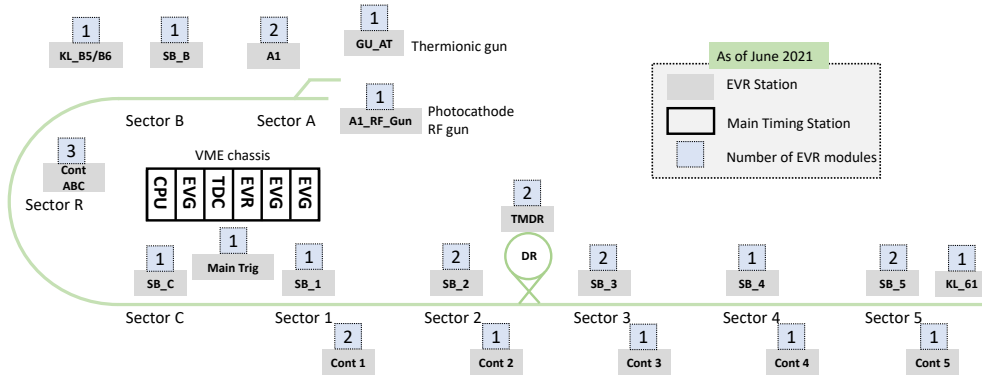 1
KL_B5/B6
1
SB_B
2
A1
1
GU_AT
Thermionic gun
As of June 2021
EVR Station
Main Timing Station
Number of EVR modules
1
A1_RF_Gun
Photocathode
RF gun
Sector B
Sector A
3
Cont
ABC
Sector R
VME chassis
CPU
EVG
TDC
EVR
EVG
EVG
2
TMDR
DR
1
SB_C
1
Main Trig
1
SB_1
2
SB_2
2
SB_3
1
SB_4
2
SB_5
1
KL_61
Sector C
Sector 1
Sector 2
Sector 3
Sector 4
Sector 5
2
Cont 1
1
Cont 2
1
Cont 3
1
Cont 4
1
Cont 5